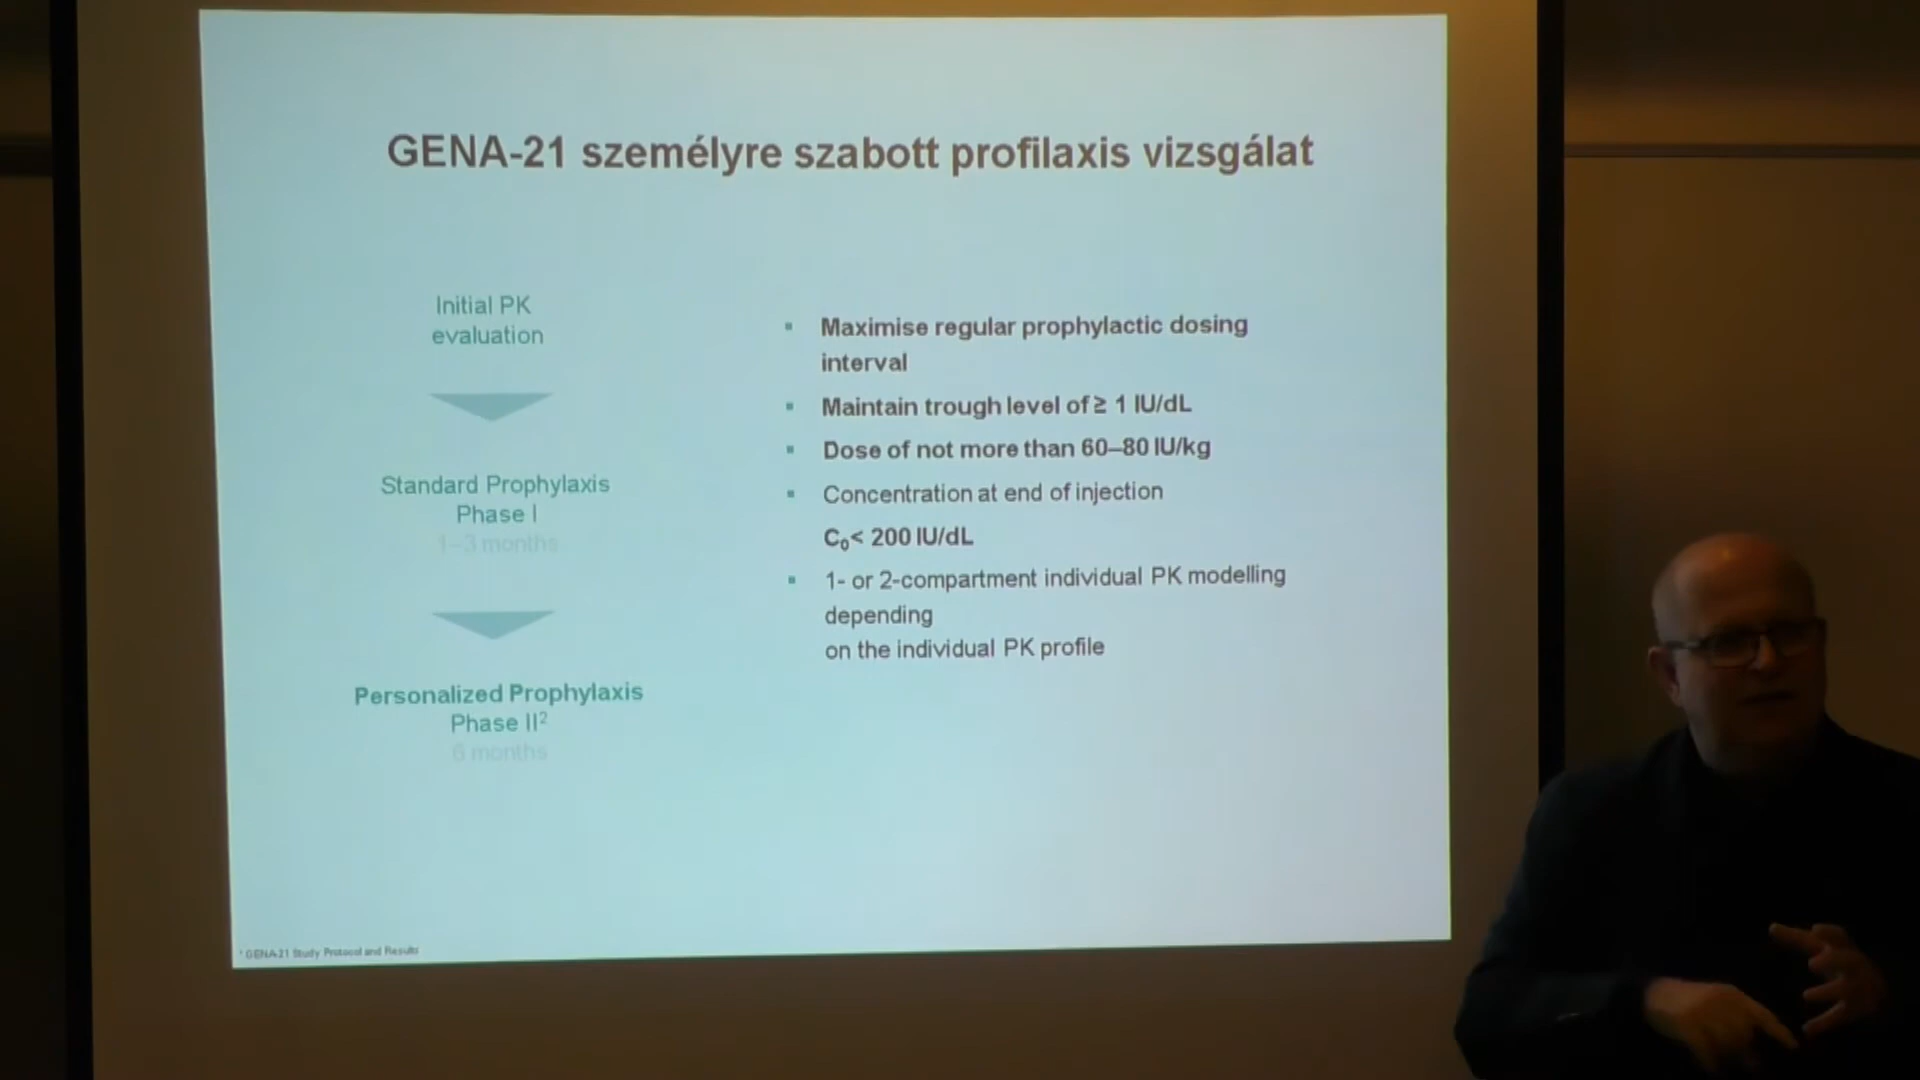 GENA-21 személyre szabott profilaxis vizsgálat
Initial PK
evaluation
Standard Prophylaxis
Phase I
1–3 months
Personalized Prophylaxis
Phase II²
6 months
▪ Maximise regular prophylactic dosing
interval
▪ Maintain trough level of ≥ 1 IU/dL
▪ Dose of not more than 60–80 IU/kg
▪ Concentration at end of injection
C₀< 200 IU/dL
▪ 1- or 2-compartment individual PK modelling
depending
on the individual PK profile
GENA-21 Study Protocol and Results